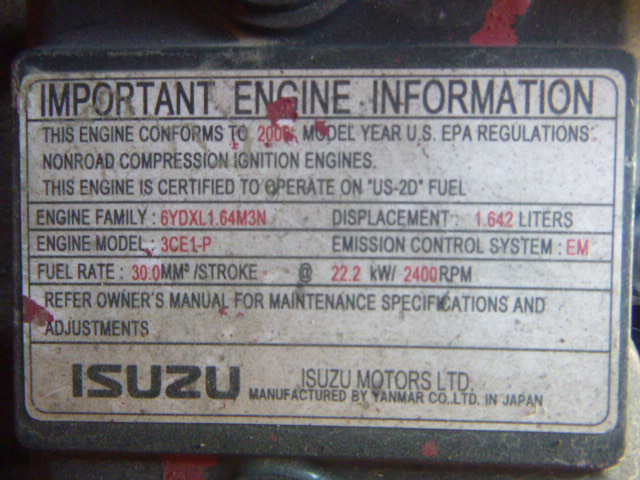 IMPORTANT ENGINE INFORMATION
THIS ENGINE CONFORMS TO 2006 MODEL YEAR U.S. EPA REGULATIONS
NONROAD COMPRESSION IGNITION ENGINES.
THIS ENGINE IS CERTIFIED TO OPERATE ON "US-2D" FUEL
ENGINE FAMILY : 6YDXL1.64M3N DISPLACEMENT : 1.642 LITERS
ENGINE MODEL : 3CE1-P EMISSION CONTROL SYSTEM : EM
FUEL RATE : 30.0MM³/STROKE @ 22.2 kW/ 2400RPM
REFER OWNER'S MANUAL FOR MAINTENANCE SPECIFICATIONS AND
ADJUSTMENTS
ISUZU ISUZU MOTORS LTD.
MANUFACTURED BY YANMAR CO.,LTD. IN JAPAN